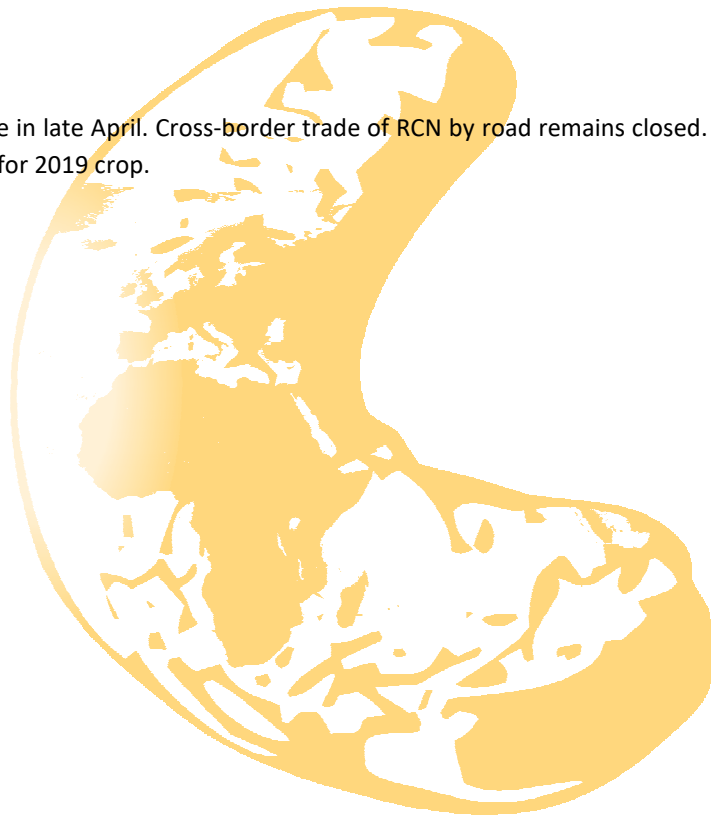 e in late April. Cross-border trade of RCN by road remains closed.
for 2019 crop.